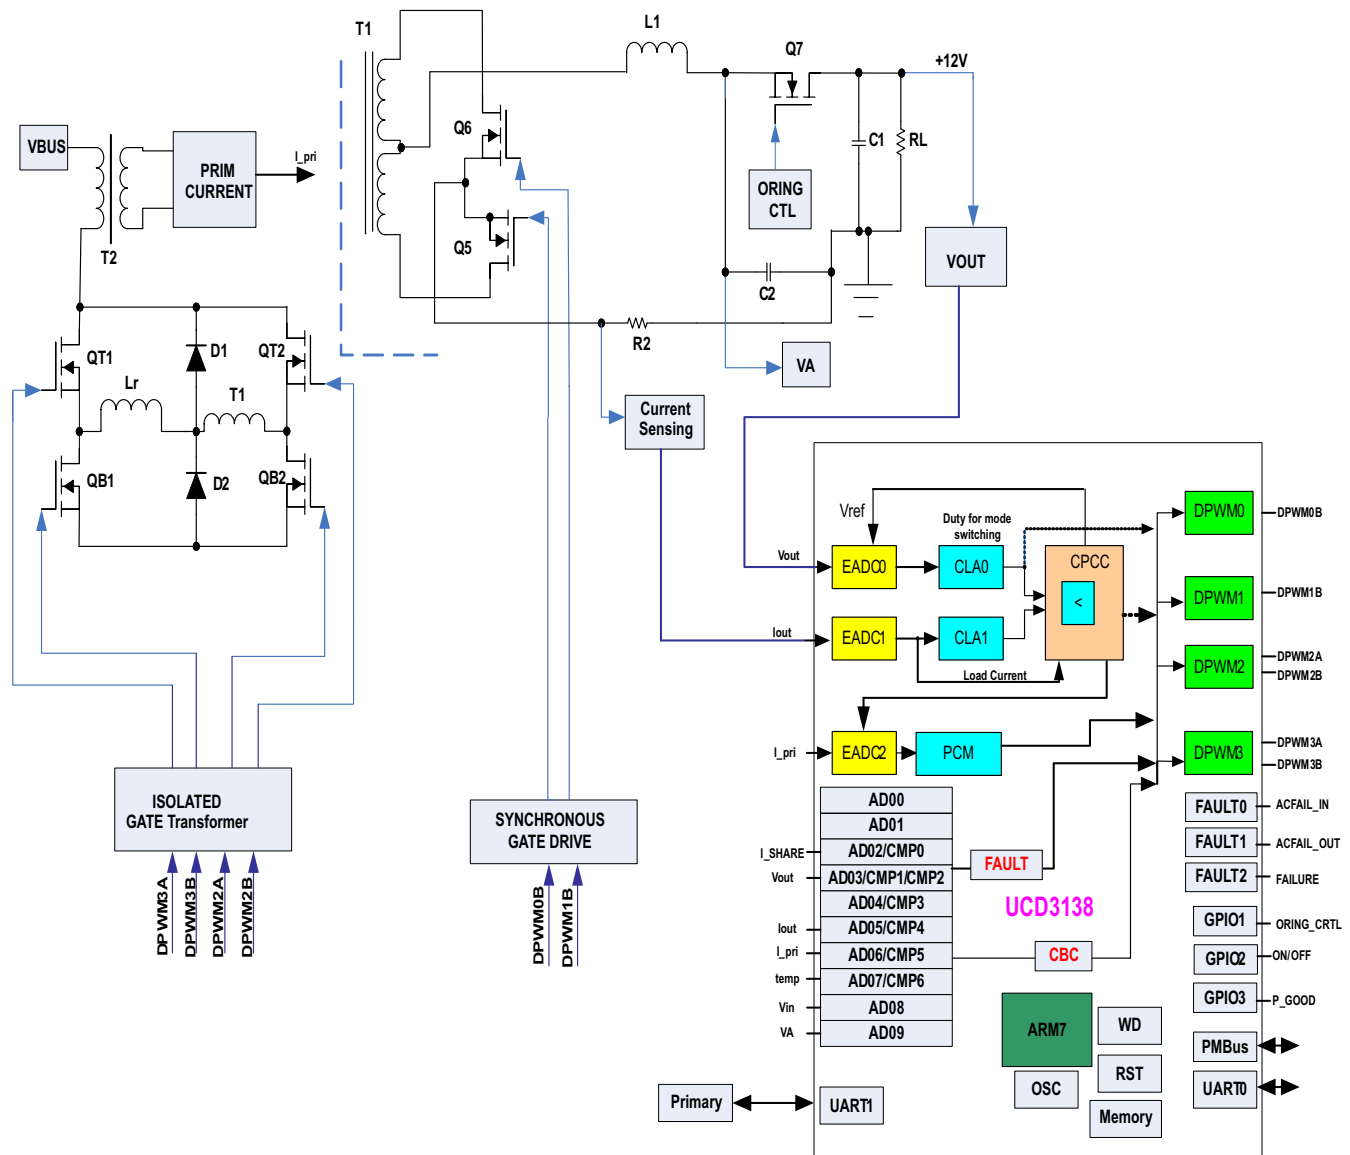 T1
L1
Q7
+12V
VBUS
PRIM
CURRENT
I_pri
T2
Q6
Q5
ORING
CTL
C1
RL
VOUT
C2
R2
VA
QT1
D1
QT2
Lr
T1
QB1
D2
QB2
Current
Sensing
ISOLATED
GATE Transformer
DPWM3A
DPWM3B
DPWM2A
DPWM2B
SYNCHRONOUS
GATE DRIVE
DPWM0B
DPWM1B
Vref
Duty for mode
switching
Vout
EADC0
CLA0
CPCC
<
Iout
EADC1
CLA1
Load Current
I_pri
EADC2
PCM
DPWM0
DPWM0B
DPWM1
DPWM1B
DPWM2
DPWM2A
DPWM2B
DPWM3
DPWM3A
DPWM3B
AD00
AD01
I_SHARE
AD02/CMP0
Vout
AD03/CMP1/CMP2
AD04/CMP3
Iout
AD05/CMP4
I_pri
AD06/CMP5
temp
AD07/CMP6
Vin
AD08
VA
AD09
FAULT
UCD3138
CBC
FAULT0
ACFAIL_IN
FAULT1
ACFAIL_OUT
FAULT2
FAILURE
GPIO1
ORING_CRTL
GPIO2
ON/OFF
GPIO3
P_GOOD
ARM7
WD
RST
OSC
Memory
PMBus
UART0
Primary
UART1